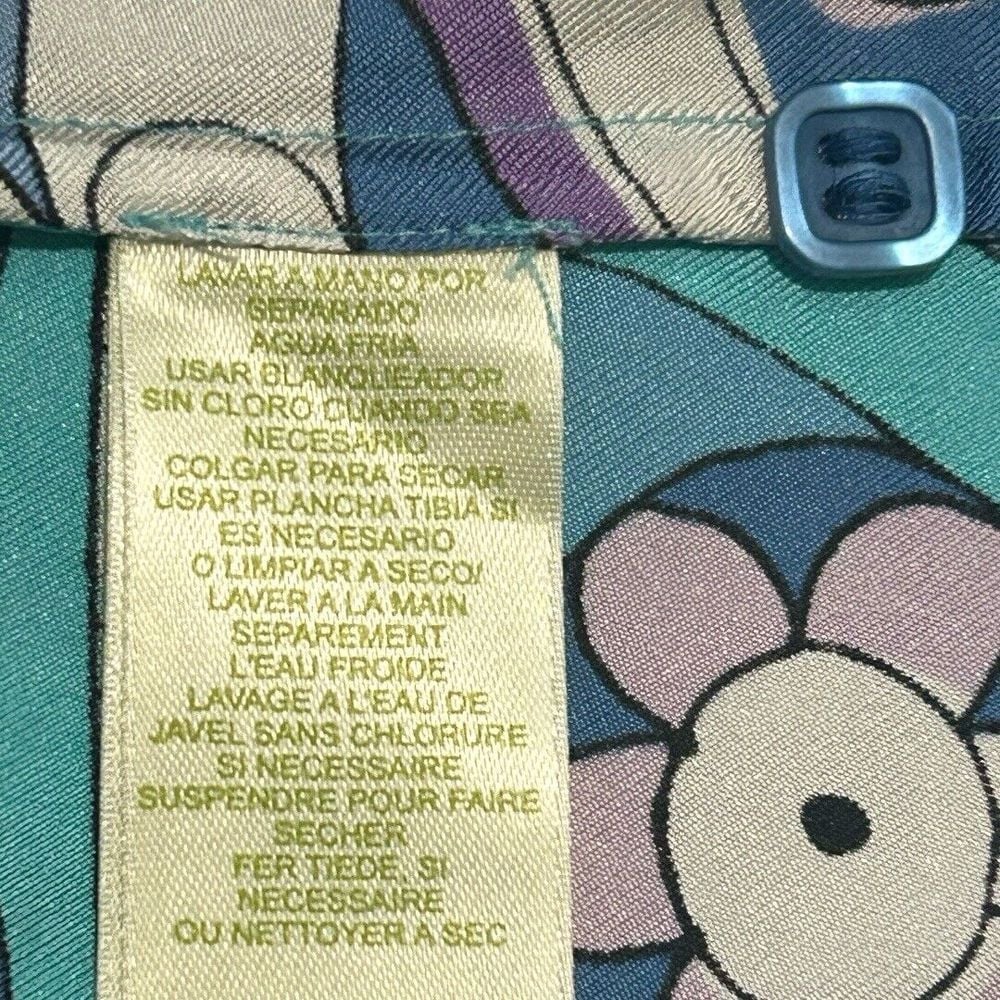 LAVAR A MANO POR
SEPARADO
AGUA FRIA
USAR BLANQUEADOR
SIN CLORO CUANDO SEA
NECESARIO
COLGAR PARA SECAR
USAR PLANCHA TIBIA SI
ES NECESARIO
O LIMPIAR A SECO/
LAVER A LA MAIN
SEPAREMENT
L'EAU FROIDE
LAVAGE A L'EAU DE
JAVEL SANS CHLORURE
SI NECESSAIRE
SUSPENDRE POUR FAIRE
SECHER
FER TIEDE, SI
NECESSAIRE
OU NETTOYER A SEC